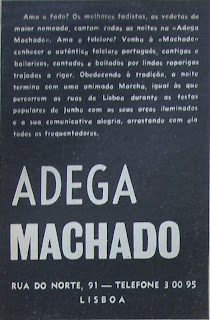 Ama o fado? Os melhores fadistas, as vedetas de
maior nomeada, cantam todas as noites na «Adega
Machado». Ama o folclore? Venha à «Machado»
conhecer o autêntico folclore português, cantigas e
bailaricos, cantados e bailados por lindas raparigas
trajadas a rigor. Obedecendo à tradição, a noite
termina com uma animada Marcha, igual às que
percorrem as ruas de Lisboa durante as festas
populares de Junho com os seus arcos iluminados
e a sua comunicativa alegria, arrastando com ela
todos os frequentadores.
ADEGA
MACHADO
RUA DO NORTE, 91 — TELEFONE 3 00 95
LISBOA